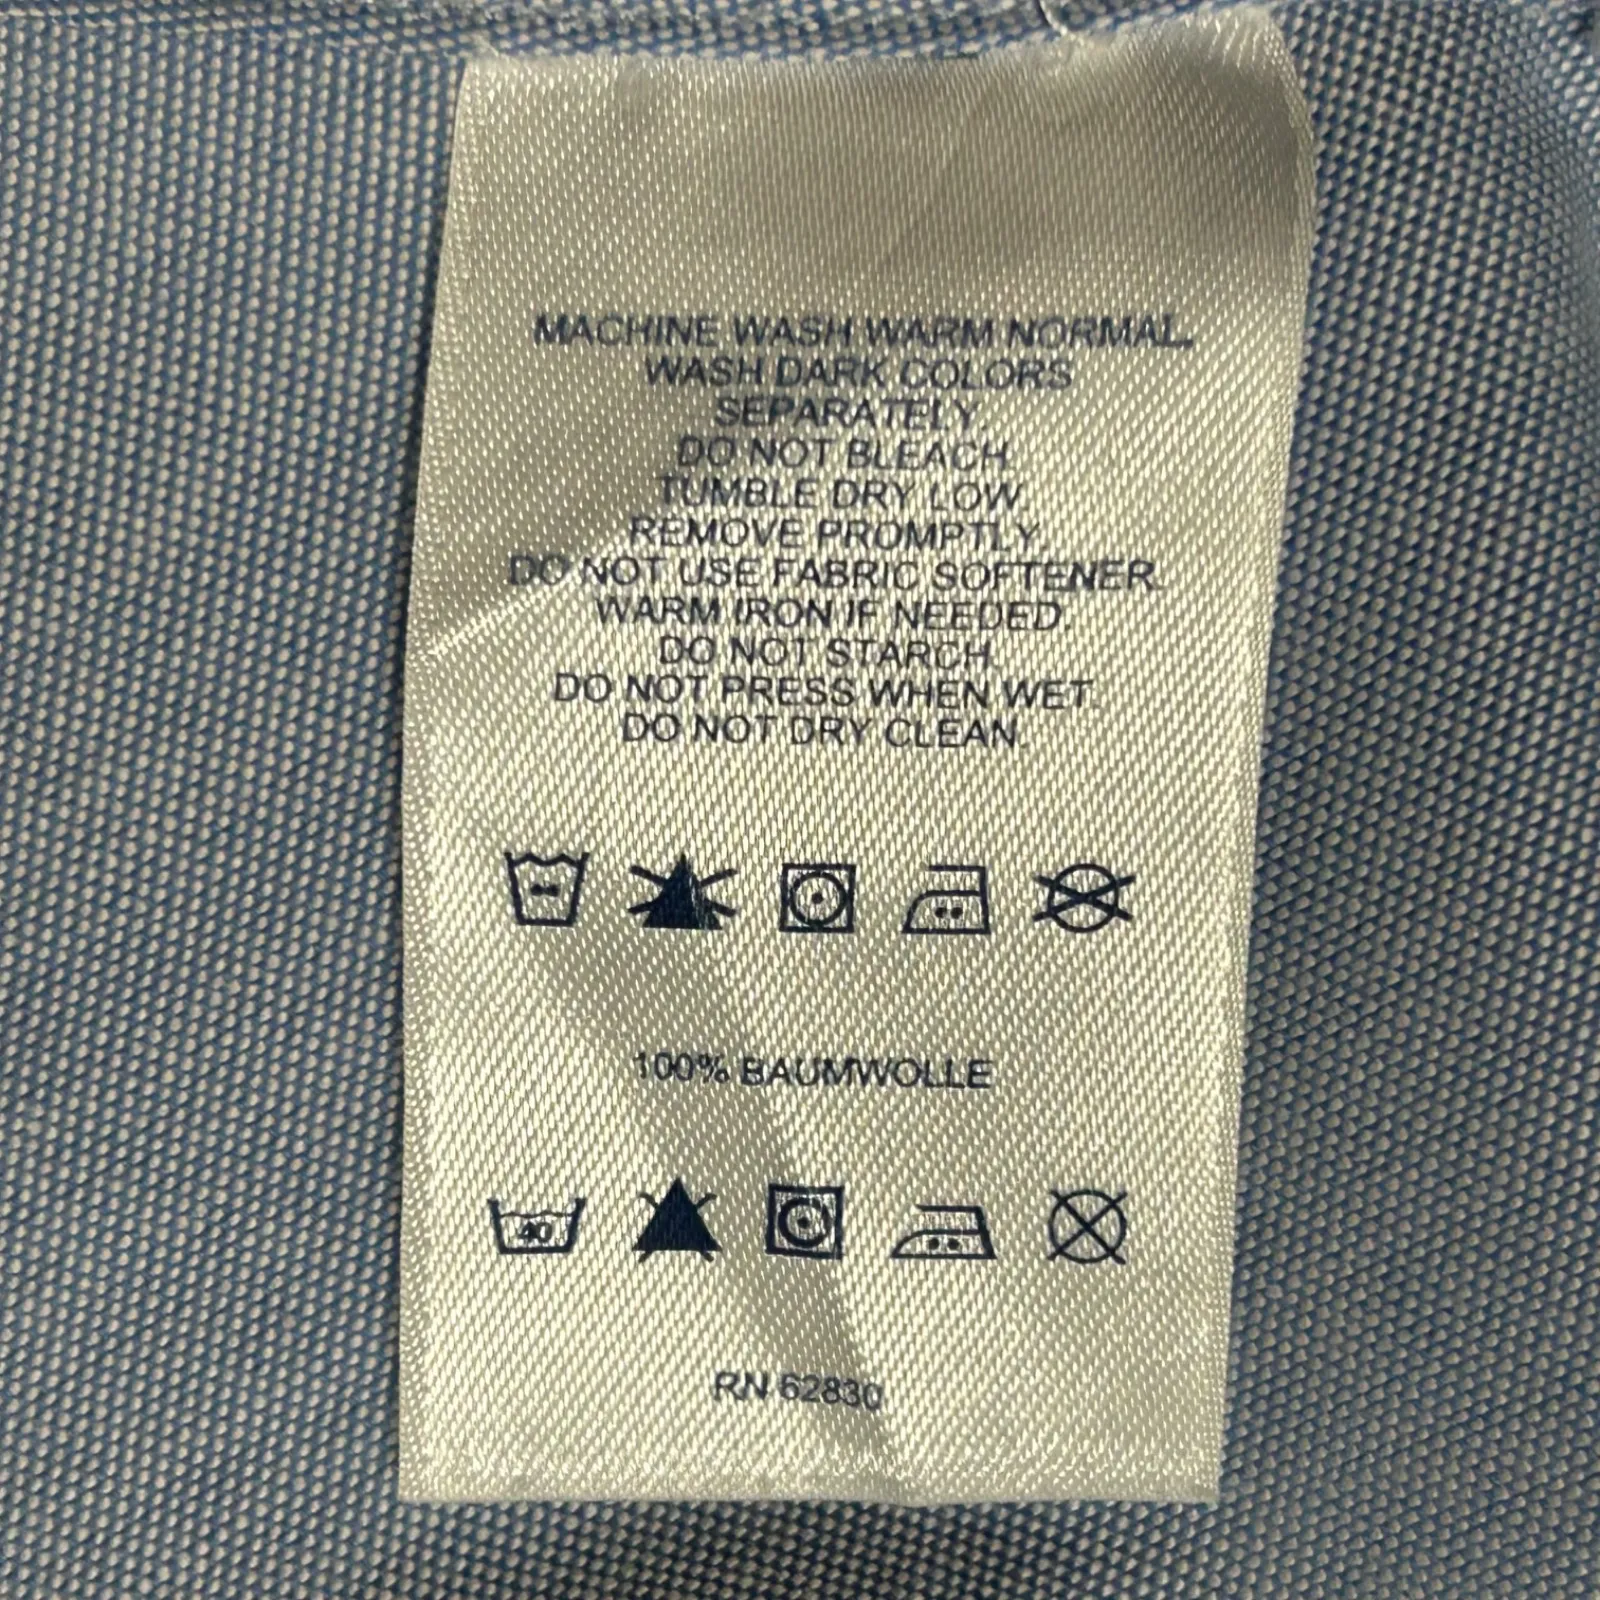 MACHINE WASH WARM NORMAL.
WASH DARK COLORS
SEPARATELY.
DO NOT BLEACH.
TUMBLE DRY LOW.
REMOVE PROMPTLY.
DO NOT USE FABRIC SOFTENER.
WARM IRON IF NEEDED.
DO NOT STARCH.
DO NOT PRESS WHEN WET.
DO NOT DRY CLEAN.
100% BAUMWOLLE
40
RN 62830